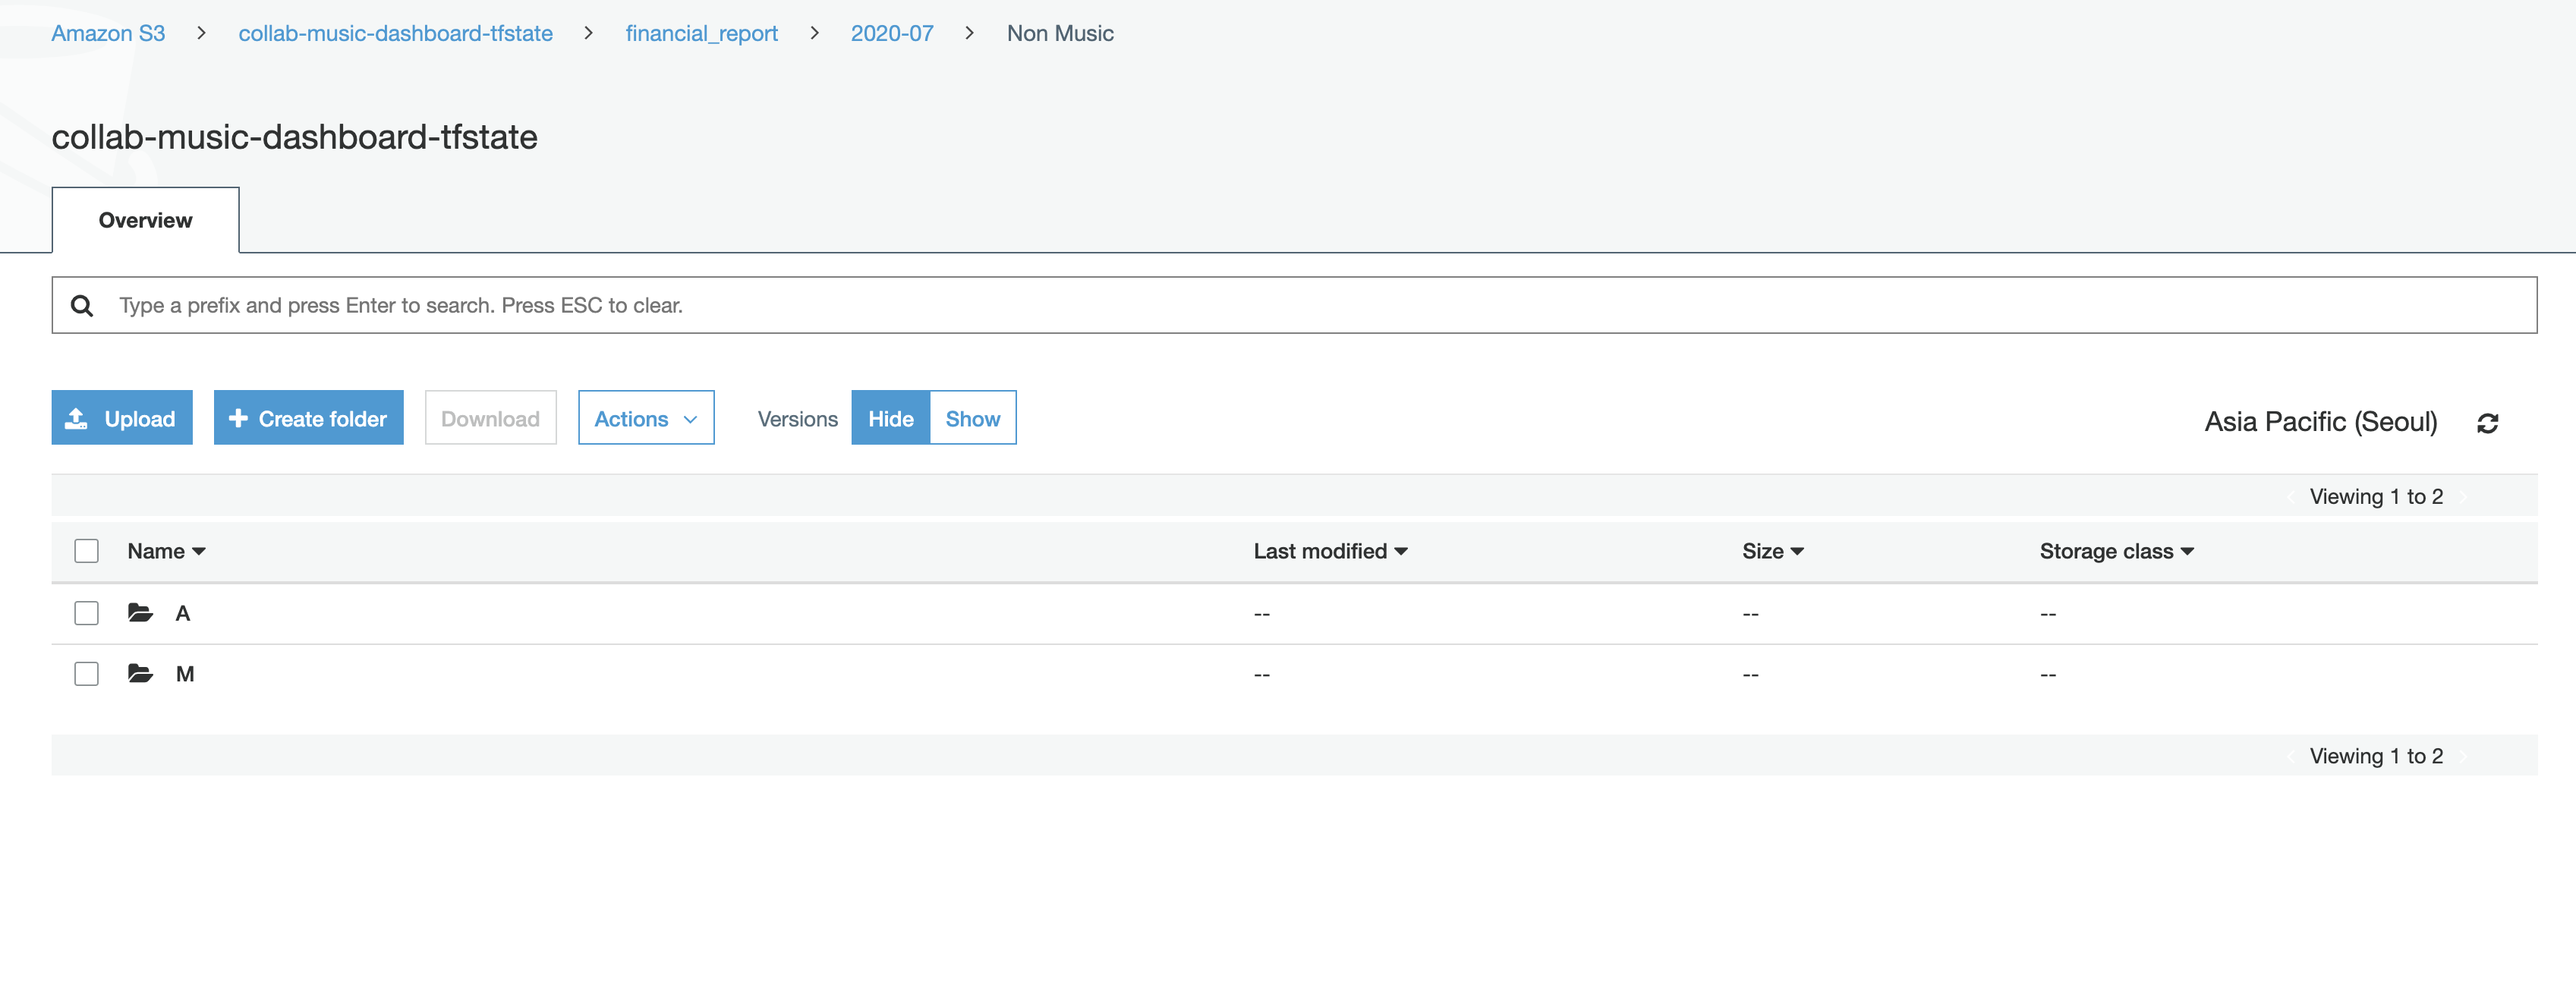 Amazon S3 > collab-music-dashboard-tfstate > financial_report > 2020-07 > Non Music
collab-music-dashboard-tfstate
Overview
Type a prefix and press Enter to search. Press ESC to clear.
Upload + Create folder Download Actions Versions Hide Show Asia Pacific (Seoul)
Viewing 1 to 2
Name Last modified Size Storage class
A -- -- --
M -- -- --
Viewing 1 to 2